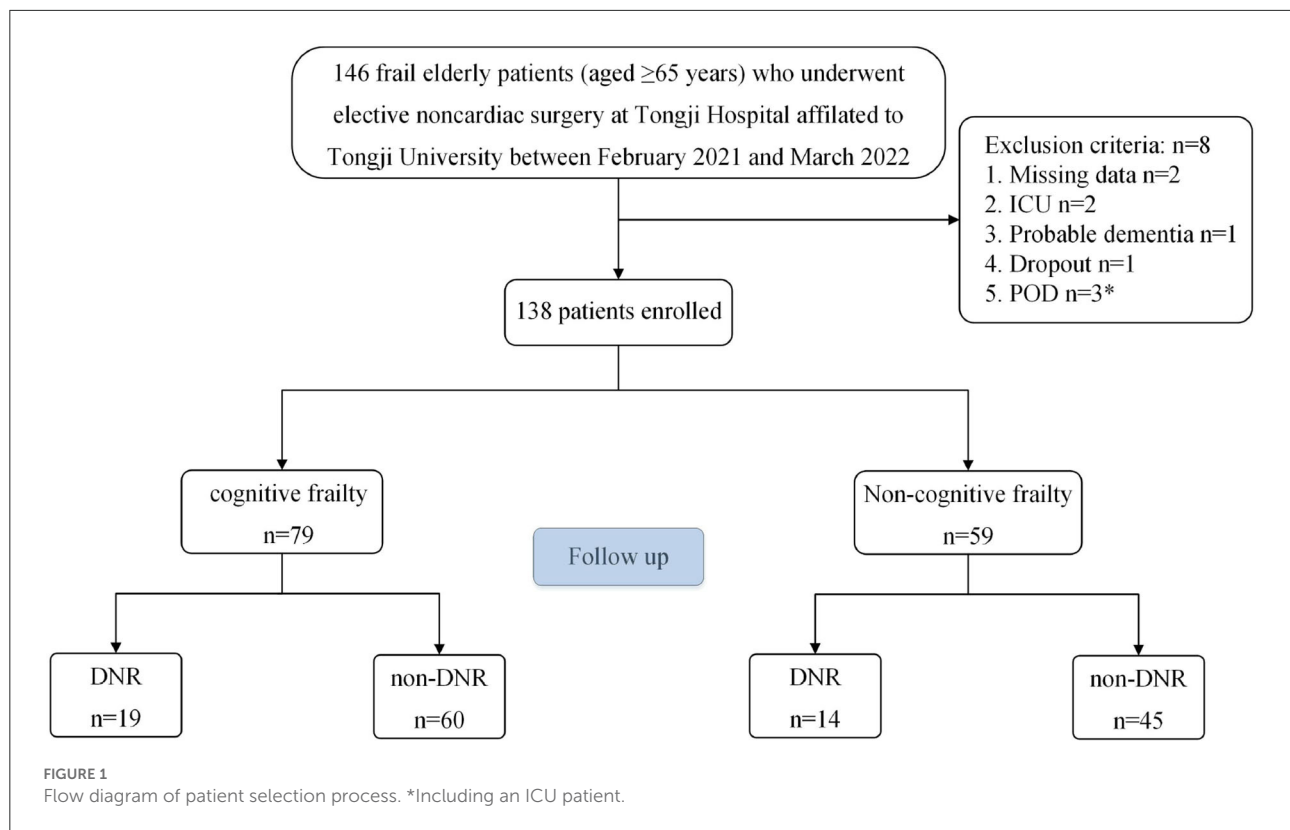 146 frail elderly patients (aged ≥65 years) who underwent
elective noncardiac surgery at Tongji Hospital affilated to
Tongji University between February 2021 and March 2022
Exclusion criteria: n=8
1. Missing data n=2
2. ICU n=2
3. Probable dementia n=1
4. Dropout n=1
5. POD n=3*
138 patients enrolled
cognitive frailty
n=79
Non-cognitive frailty
n=59
Follow up
DNR
n=19
non-DNR
n=60
DNR
n=14
non-DNR
n=45
FIGURE 1
Flow diagram of patient selection process. *Including an ICU patient.